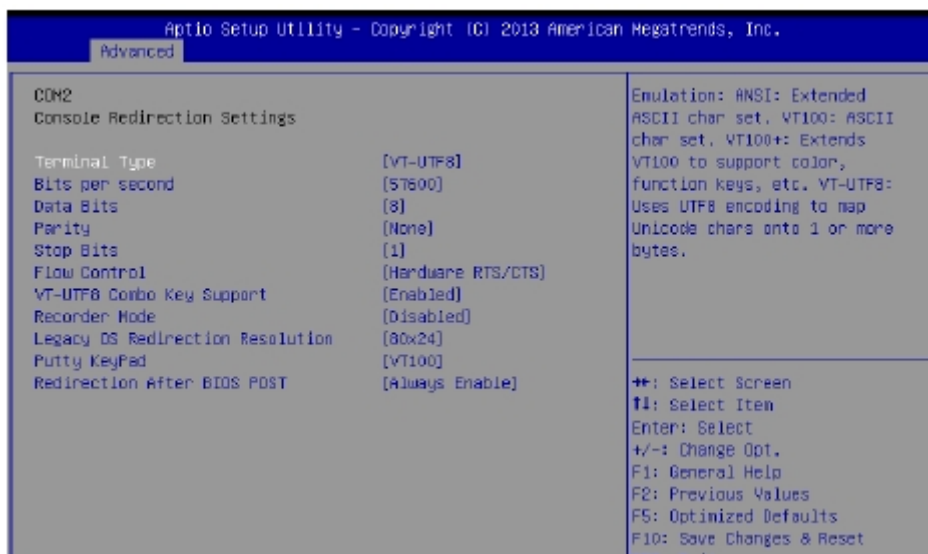 Aptio Setup Utility - Copyright (C) 2013 American Megatrends, Inc.
Advanced
COM2
Console Redirection Settings
Terminal Type [VT-UTF8]
Bits per second [57600]
Data Bits [8]
Parity [None]
Stop Bits [1]
Flow Control [Hardware RTS/CTS]
VT-UTF8 Combo Key Support [Enabled]
Recorder Mode [Disabled]
Legacy OS Redirection Resolution [80x24]
Putty KeyPad [VT100]
Redirection After BIOS POST [Always Enable]
Emulation: ANSI: Extended
ASCII char set. VT100: ASCII
char set. VT100+: Extends
VT100 to support color,
function keys, etc. VT-UTF8:
Uses UTF8 encoding to map
Unicode chars onto 1 or more
bytes.
→←: Select Screen
↑↓: Select Item
Enter: Select
+/-: Change Opt.
F1: General Help
F2: Previous Values
F5: Optimized Defaults
F10: Save Changes & Reset